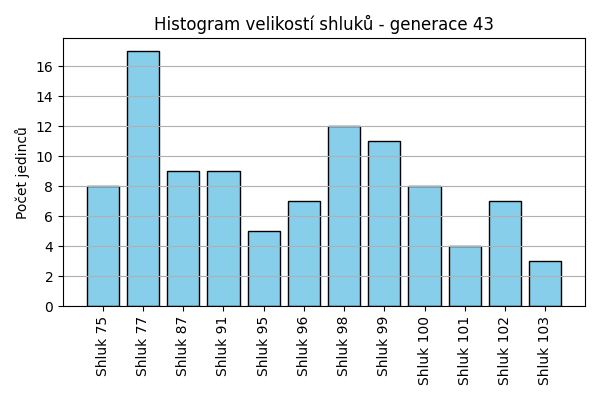 Histogram velikostí shluků - generace 43
Počet jedinců
16
14
12
10
8
6
4
2
0
Shluk 75
Shluk 77
Shluk 87
Shluk 91
Shluk 95
Shluk 96
Shluk 98
Shluk 99
Shluk 100
Shluk 101
Shluk 102
Shluk 103